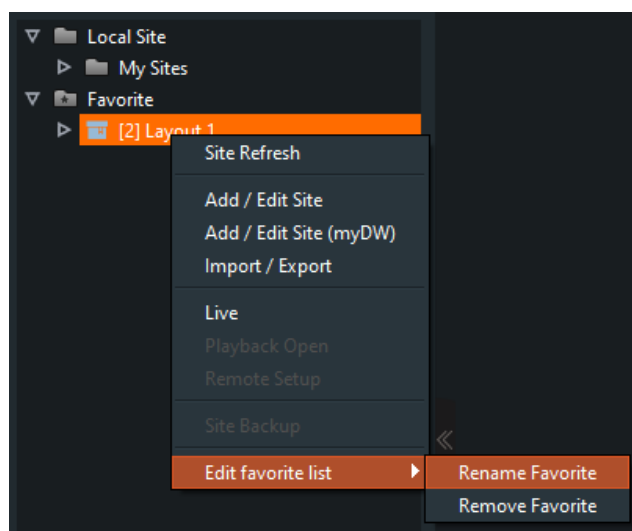 Local Site
My Sites
Favorite
[2] Layout 1
Site Refresh
Add / Edit Site
Add / Edit Site (myDW)
Import / Export
Live
Playback Open
Remote Setup
Site Backup
Edit favorite list
Rename Favorite
Remove Favorite